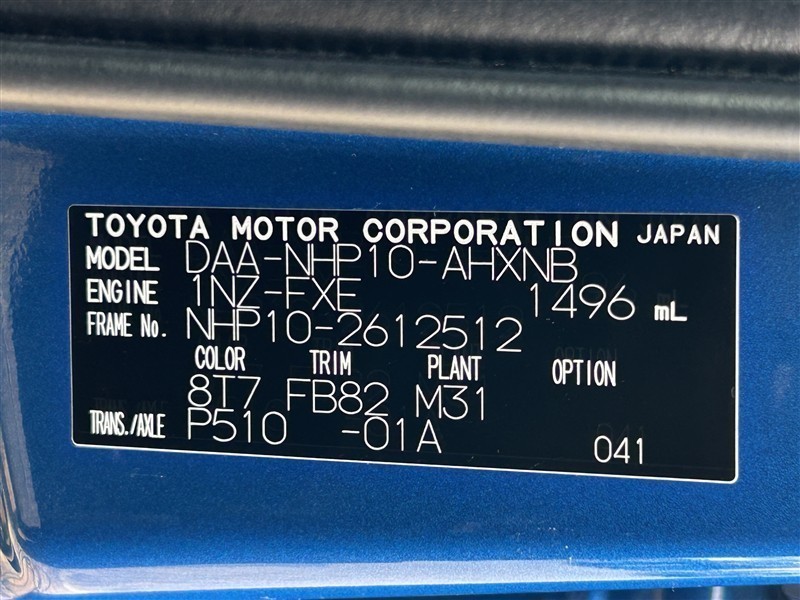 TOYOTA MOTOR CORPORATION JAPAN
MODEL DAA-NHP10-AHXNB
ENGINE 1NZ-FXE 1496 mL
FRAME No. NHP10-2612512
COLOR TRIM PLANT OPTION
8T7 FB82 M31
TRANS./AXLE P510 -01A 041